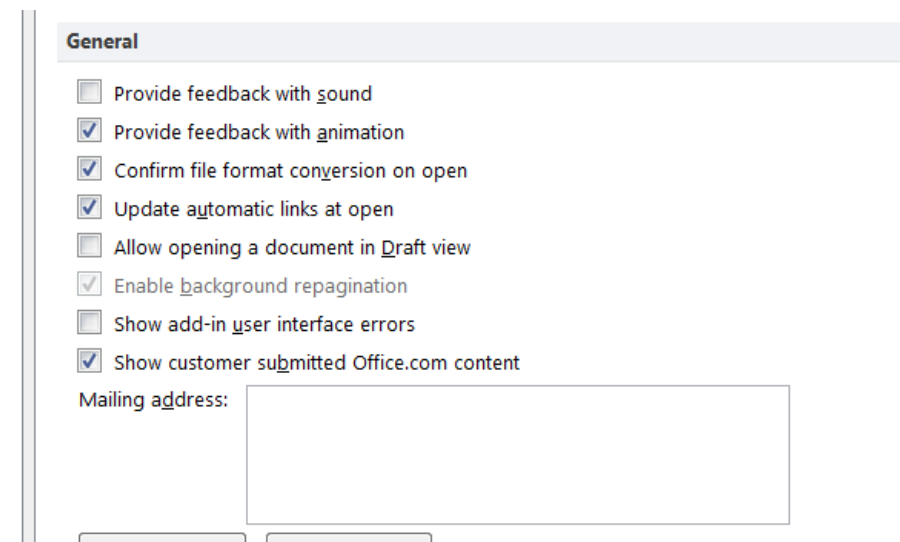 General
Provide feedback with sound
Provide feedback with animation
Confirm file format conversion on open
Update automatic links at open
Allow opening a document in Draft view
Enable background repagination
Show add-in user interface errors
Show customer submitted Office.com content
Mailing address: